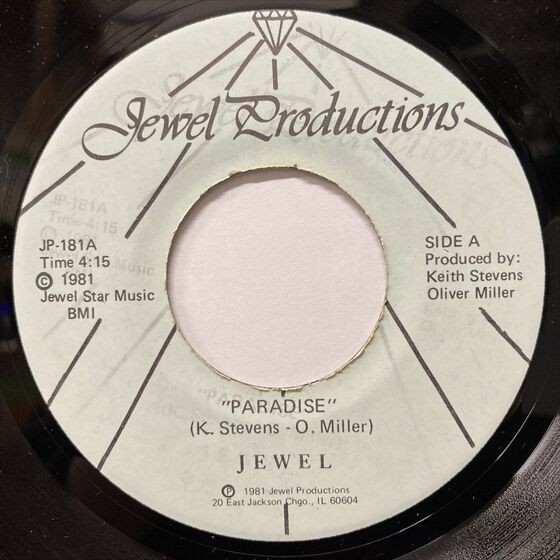 Jewel Productions
JP-181A
Time 4:15
© 1981
Jewel Star Music
BMI
SIDE A
Produced by:
Keith Stevens
Oliver Miller
"PARADISE"
(K. Stevens - O. Miller)
JEWEL
℗ 1981 Jewel Productions
20 East Jackson Chgo., IL 60604